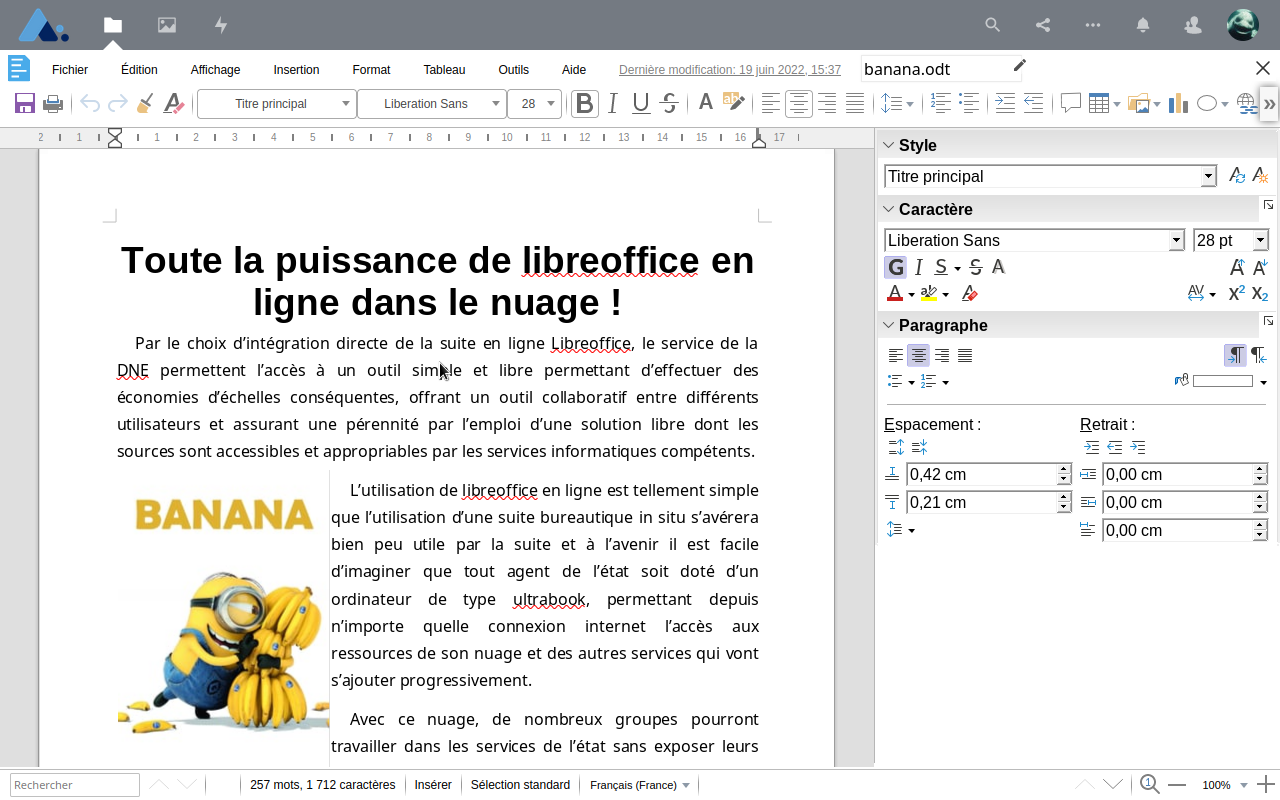 Fichier Édition Affichage Insertion Format Tableau Outils Aide Dernière modification: 19 juin 2022, 15:37 banana.odt
Titre principal Liberation Sans 28
2 1 1 2 3 4 5 6 7 8 9 10 11 12 13 14 15 16 17
Toute la puissance de libreoffice en
ligne dans le nuage !
Par le choix d’intégration directe de la suite en ligne Libreoffice, le service de la
DNE permettent l’accès à un outil simple et libre permettant d’effectuer des
économies d’échelles conséquentes, offrant un outil collaboratif entre différents
utilisateurs et assurant une pérennité par l’emploi d’une solution libre dont les
sources sont accessibles et appropriables par les services informatiques compétents.
BANANA
L’utilisation de libreoffice en ligne est tellement simple
que l’utilisation d’une suite bureautique in situ s’avérera
bien peu utile par la suite et à l’avenir il est facile
d’imaginer que tout agent de l’état soit doté d’un
ordinateur de type ultrabook, permettant depuis
n’importe quelle connexion internet l’accès aux
ressources de son nuage et des autres services qui vont
s’ajouter progressivement.
Avec ce nuage, de nombreux groupes pourront
travailler dans les services de l’état sans exposer leurs
Style
Titre principal
Caractère
Liberation Sans 28 pt
Paragraphe
Espacement : Retrait :
0,42 cm 0,00 cm
0,21 cm 0,00 cm
0,00 cm
Rechercher 257 mots, 1 712 caractères Insérer Sélection standard Français (France) 100%